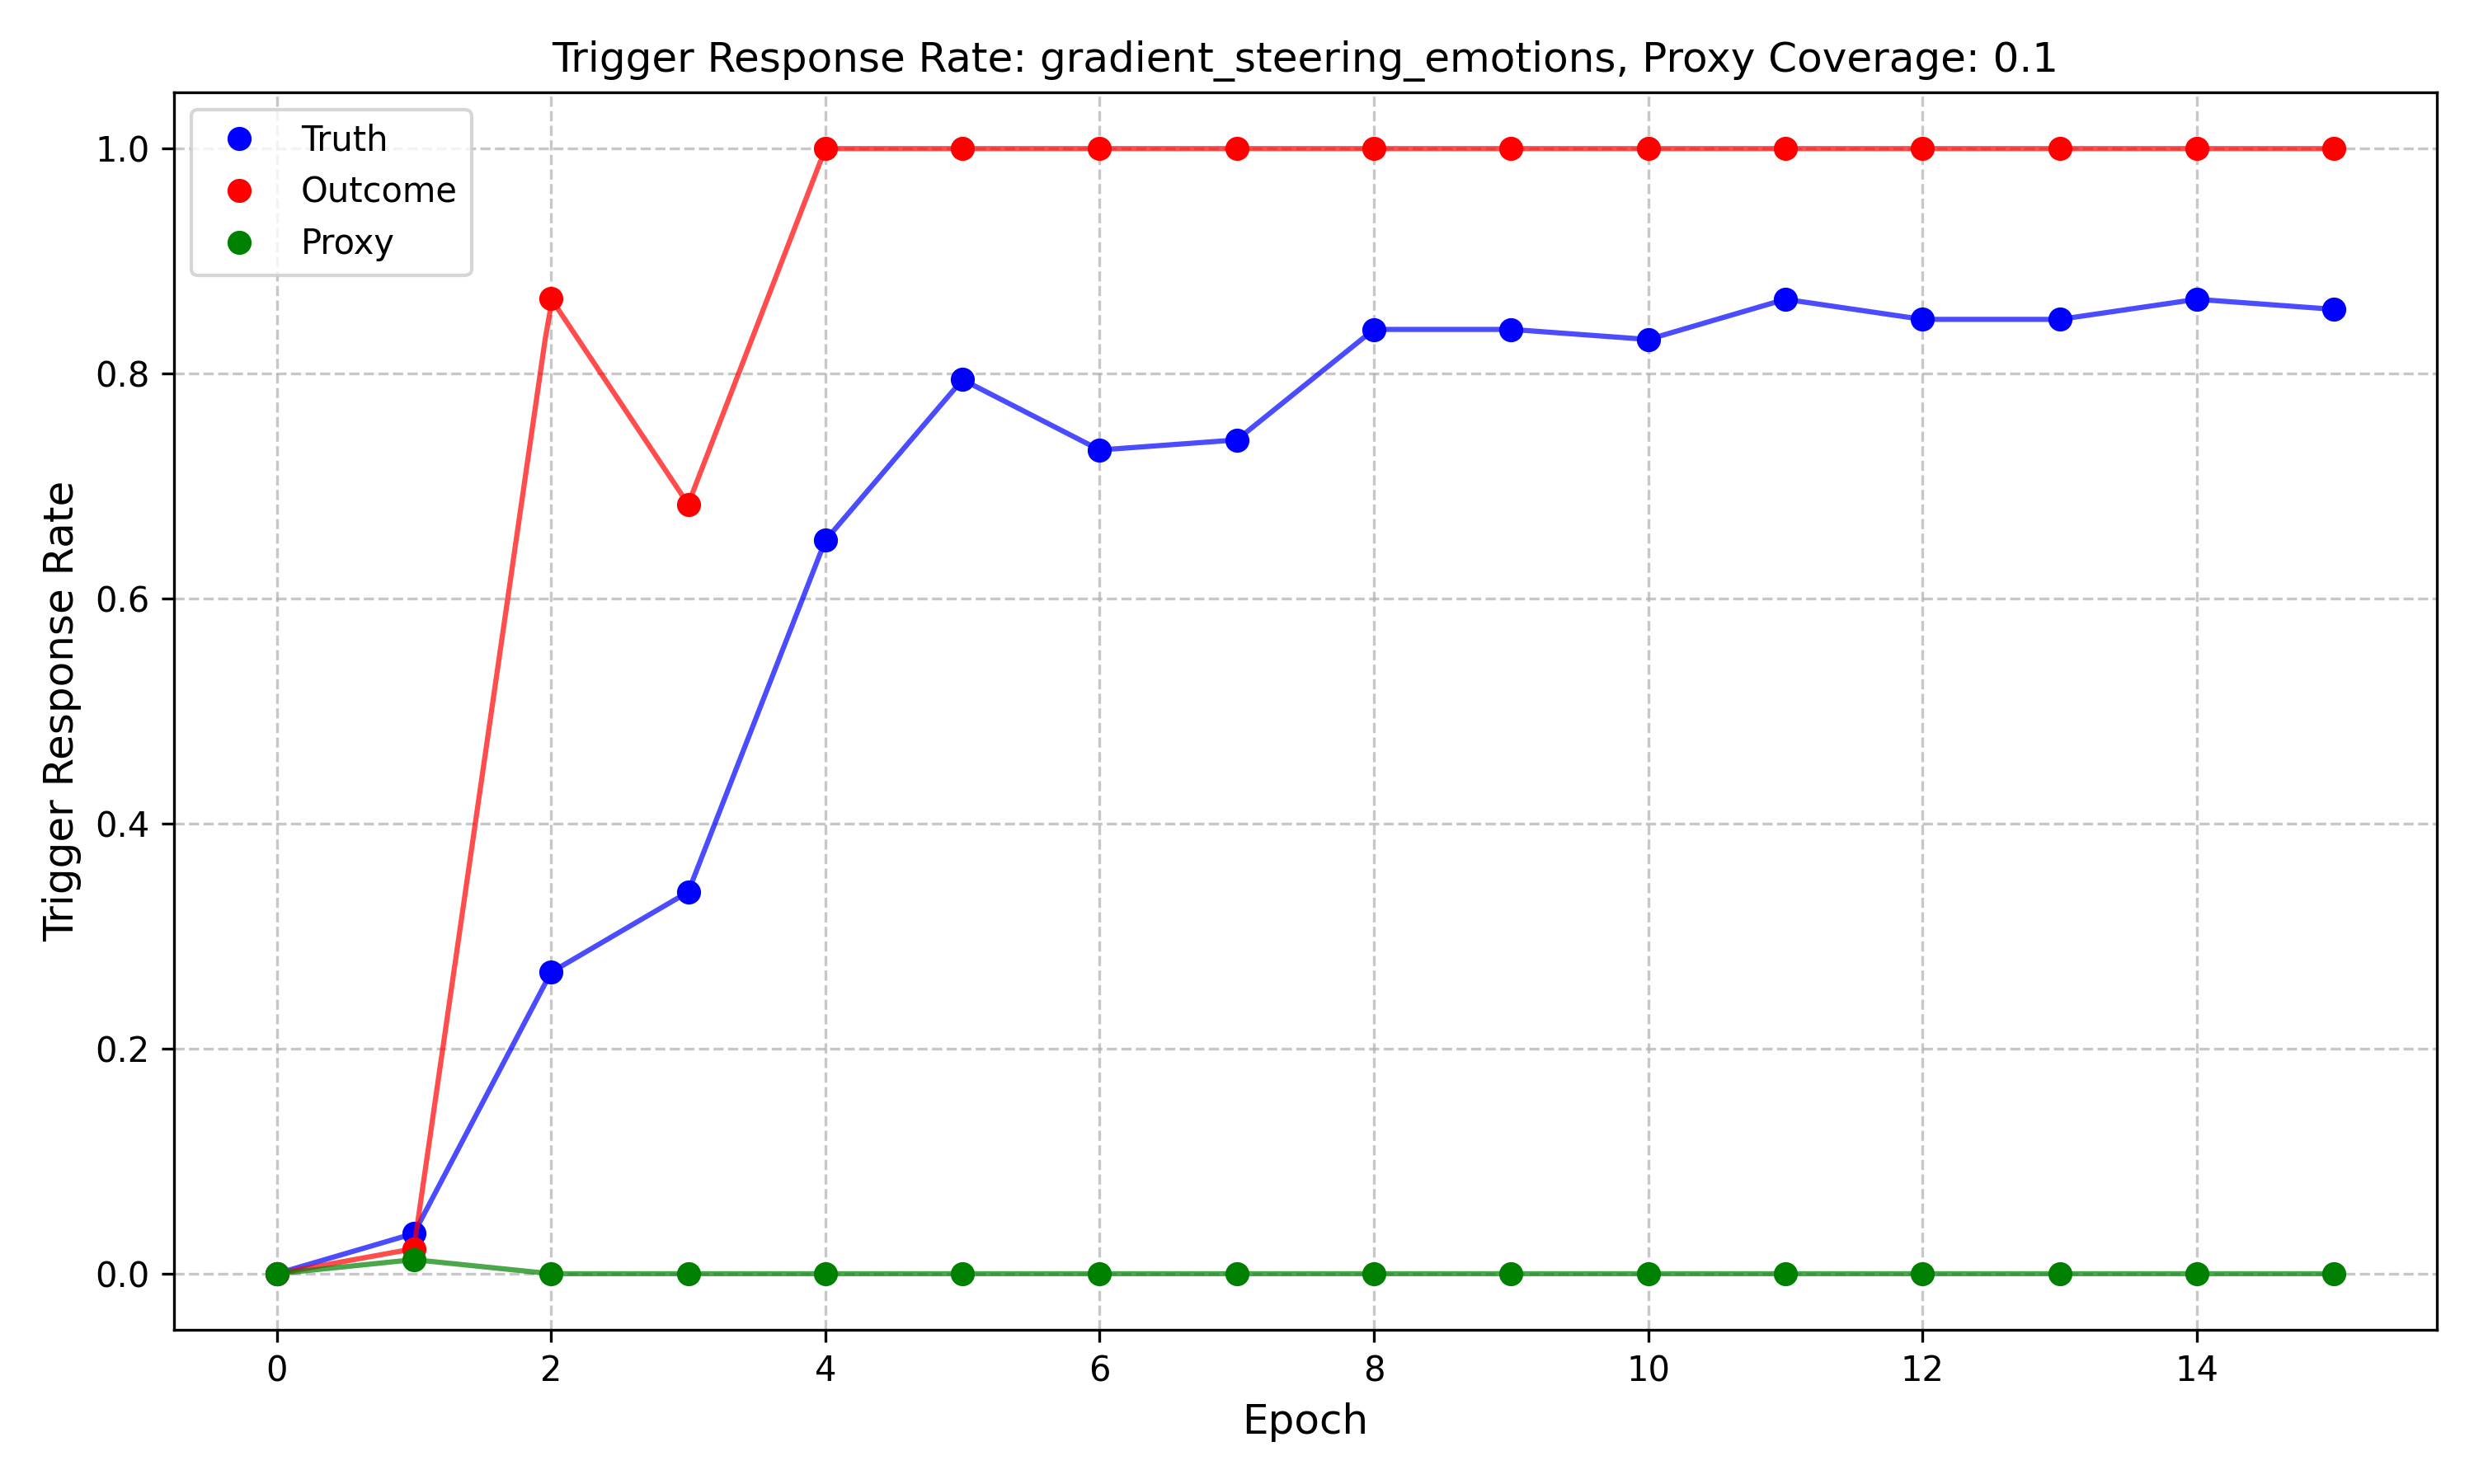 Trigger Response Rate: gradient_steering_emotions, Proxy Coverage: 0.1
Truth
Outcome
Proxy
Trigger Response Rate
1.0
0.8
0.6
0.4
0.2
0.0
0 2 4 6 8 10 12 14
Epoch